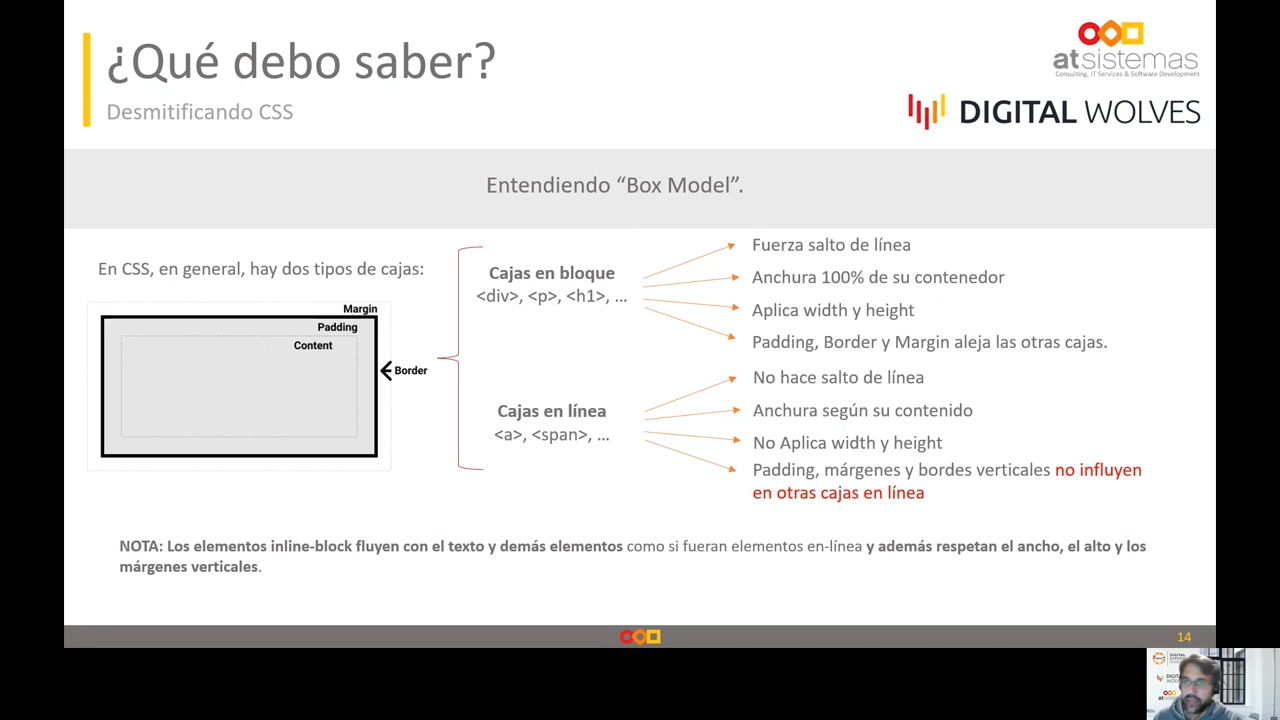 ¿Qué debo saber?
Desmitificando CSS
atsistemas
Consulting, IT Services & Software Development
DIGITAL WOLVES
Entendiendo “Box Model”.
En CSS, en general, hay dos tipos de cajas:
Margin
Padding
Content
Border
Cajas en bloque
<div>, <p>, <h1>, …
Fuerza salto de línea
Anchura 100% de su contenedor
Aplica width y height
Padding, Border y Margin aleja las otras cajas.
Cajas en línea
<a>, <span>, …
No hace salto de línea
Anchura según su contenido
No Aplica width y height
Padding, márgenes y bordes verticales no influyen
en otras cajas en línea
NOTA: Los elementos inline-block fluyen con el texto y demás elementos como si fueran elementos en-línea y además respetan el ancho, el alto y los
márgenes verticales.
14